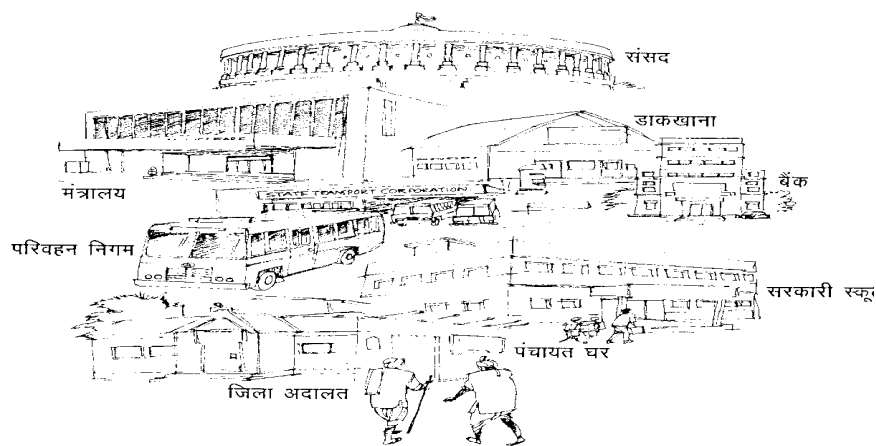 संसद
डाकखाना
मंत्रालय
बैंक
STATE TRANSPORT CORPORATION
परिवहन निगम
सरकारी स्कूल
पंचायत घर
जिला अदालत